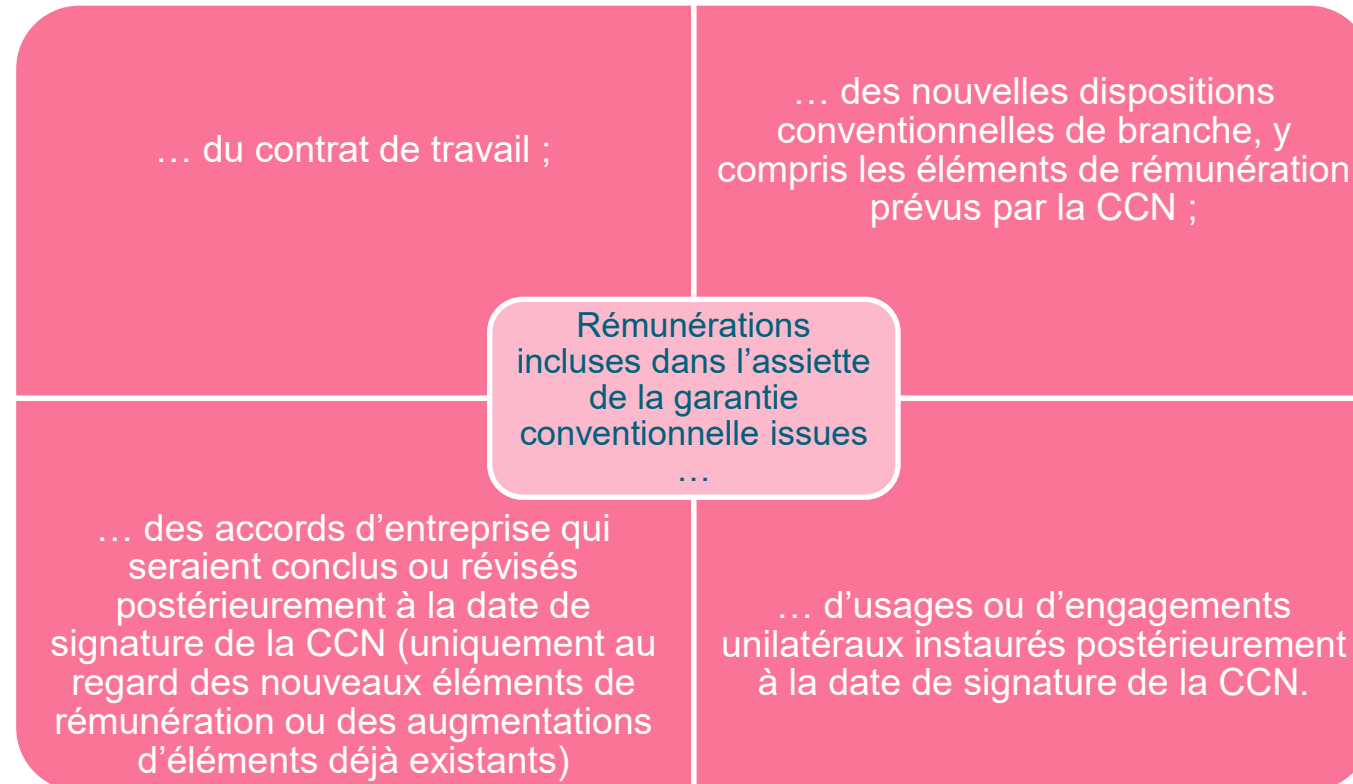 … du contrat de travail ;
… des nouvelles dispositions
conventionnelles de branche, y
compris les éléments de rémunération
prévus par la CCN ;
Rémunérations
incluses dans l’assiette
de la garantie
conventionnelle issues
…
… des accords d’entreprise qui
seraient conclus ou révisés
postérieurement à la date de
signature de la CCN (uniquement au
regard des nouveaux éléments de
rémunération ou des augmentations
d’éléments déjà existants)
… d’usages ou d’engagements
unilatéraux instaurés postérieurement
à la date de signature de la CCN.